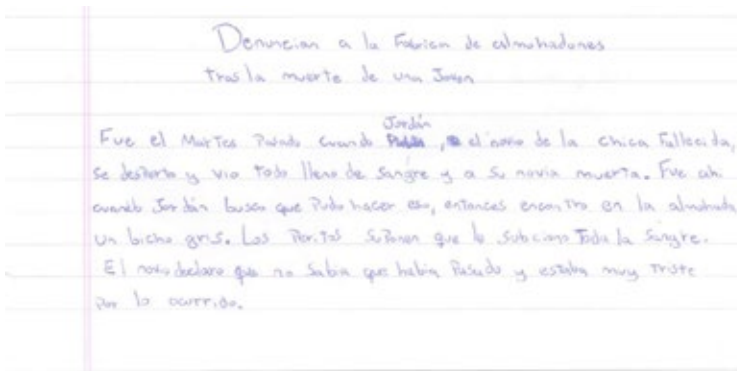 Denuncian a la Fabrica de almohadones
tras la muerte de una Joven
Fue el Martes Pasado cuando Jordán, el novio de la chica Fallecida,
se desperto y vio todo lleno de sangre y a su novia muerta. Fue ahi
cuando Jordán busco que Pudo hacer eso, entonces encontro en la almohada
un bicho gris. Los Peritos suponen que le subciono Toda la sangre.
El novio declaro que no sabia que habia Pasado y estaba muy triste
por lo ocurrido.